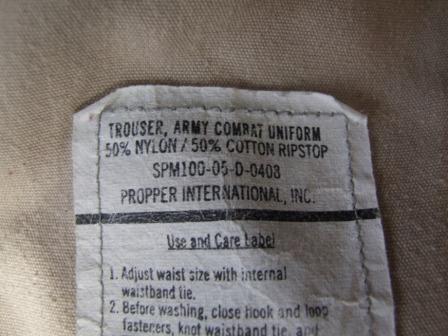 TROUSER, ARMY COMBAT UNIFORM
50% NYLON / 50% COTTON RIPSTOP
SPM100-05-D-0408
PROPPER INTERNATIONAL, INC.
Use and Care Label
1. Adjust waist size with internal
waistband tie.
2. Before washing, close hook and loop
fasteners, knot waistband tie, and